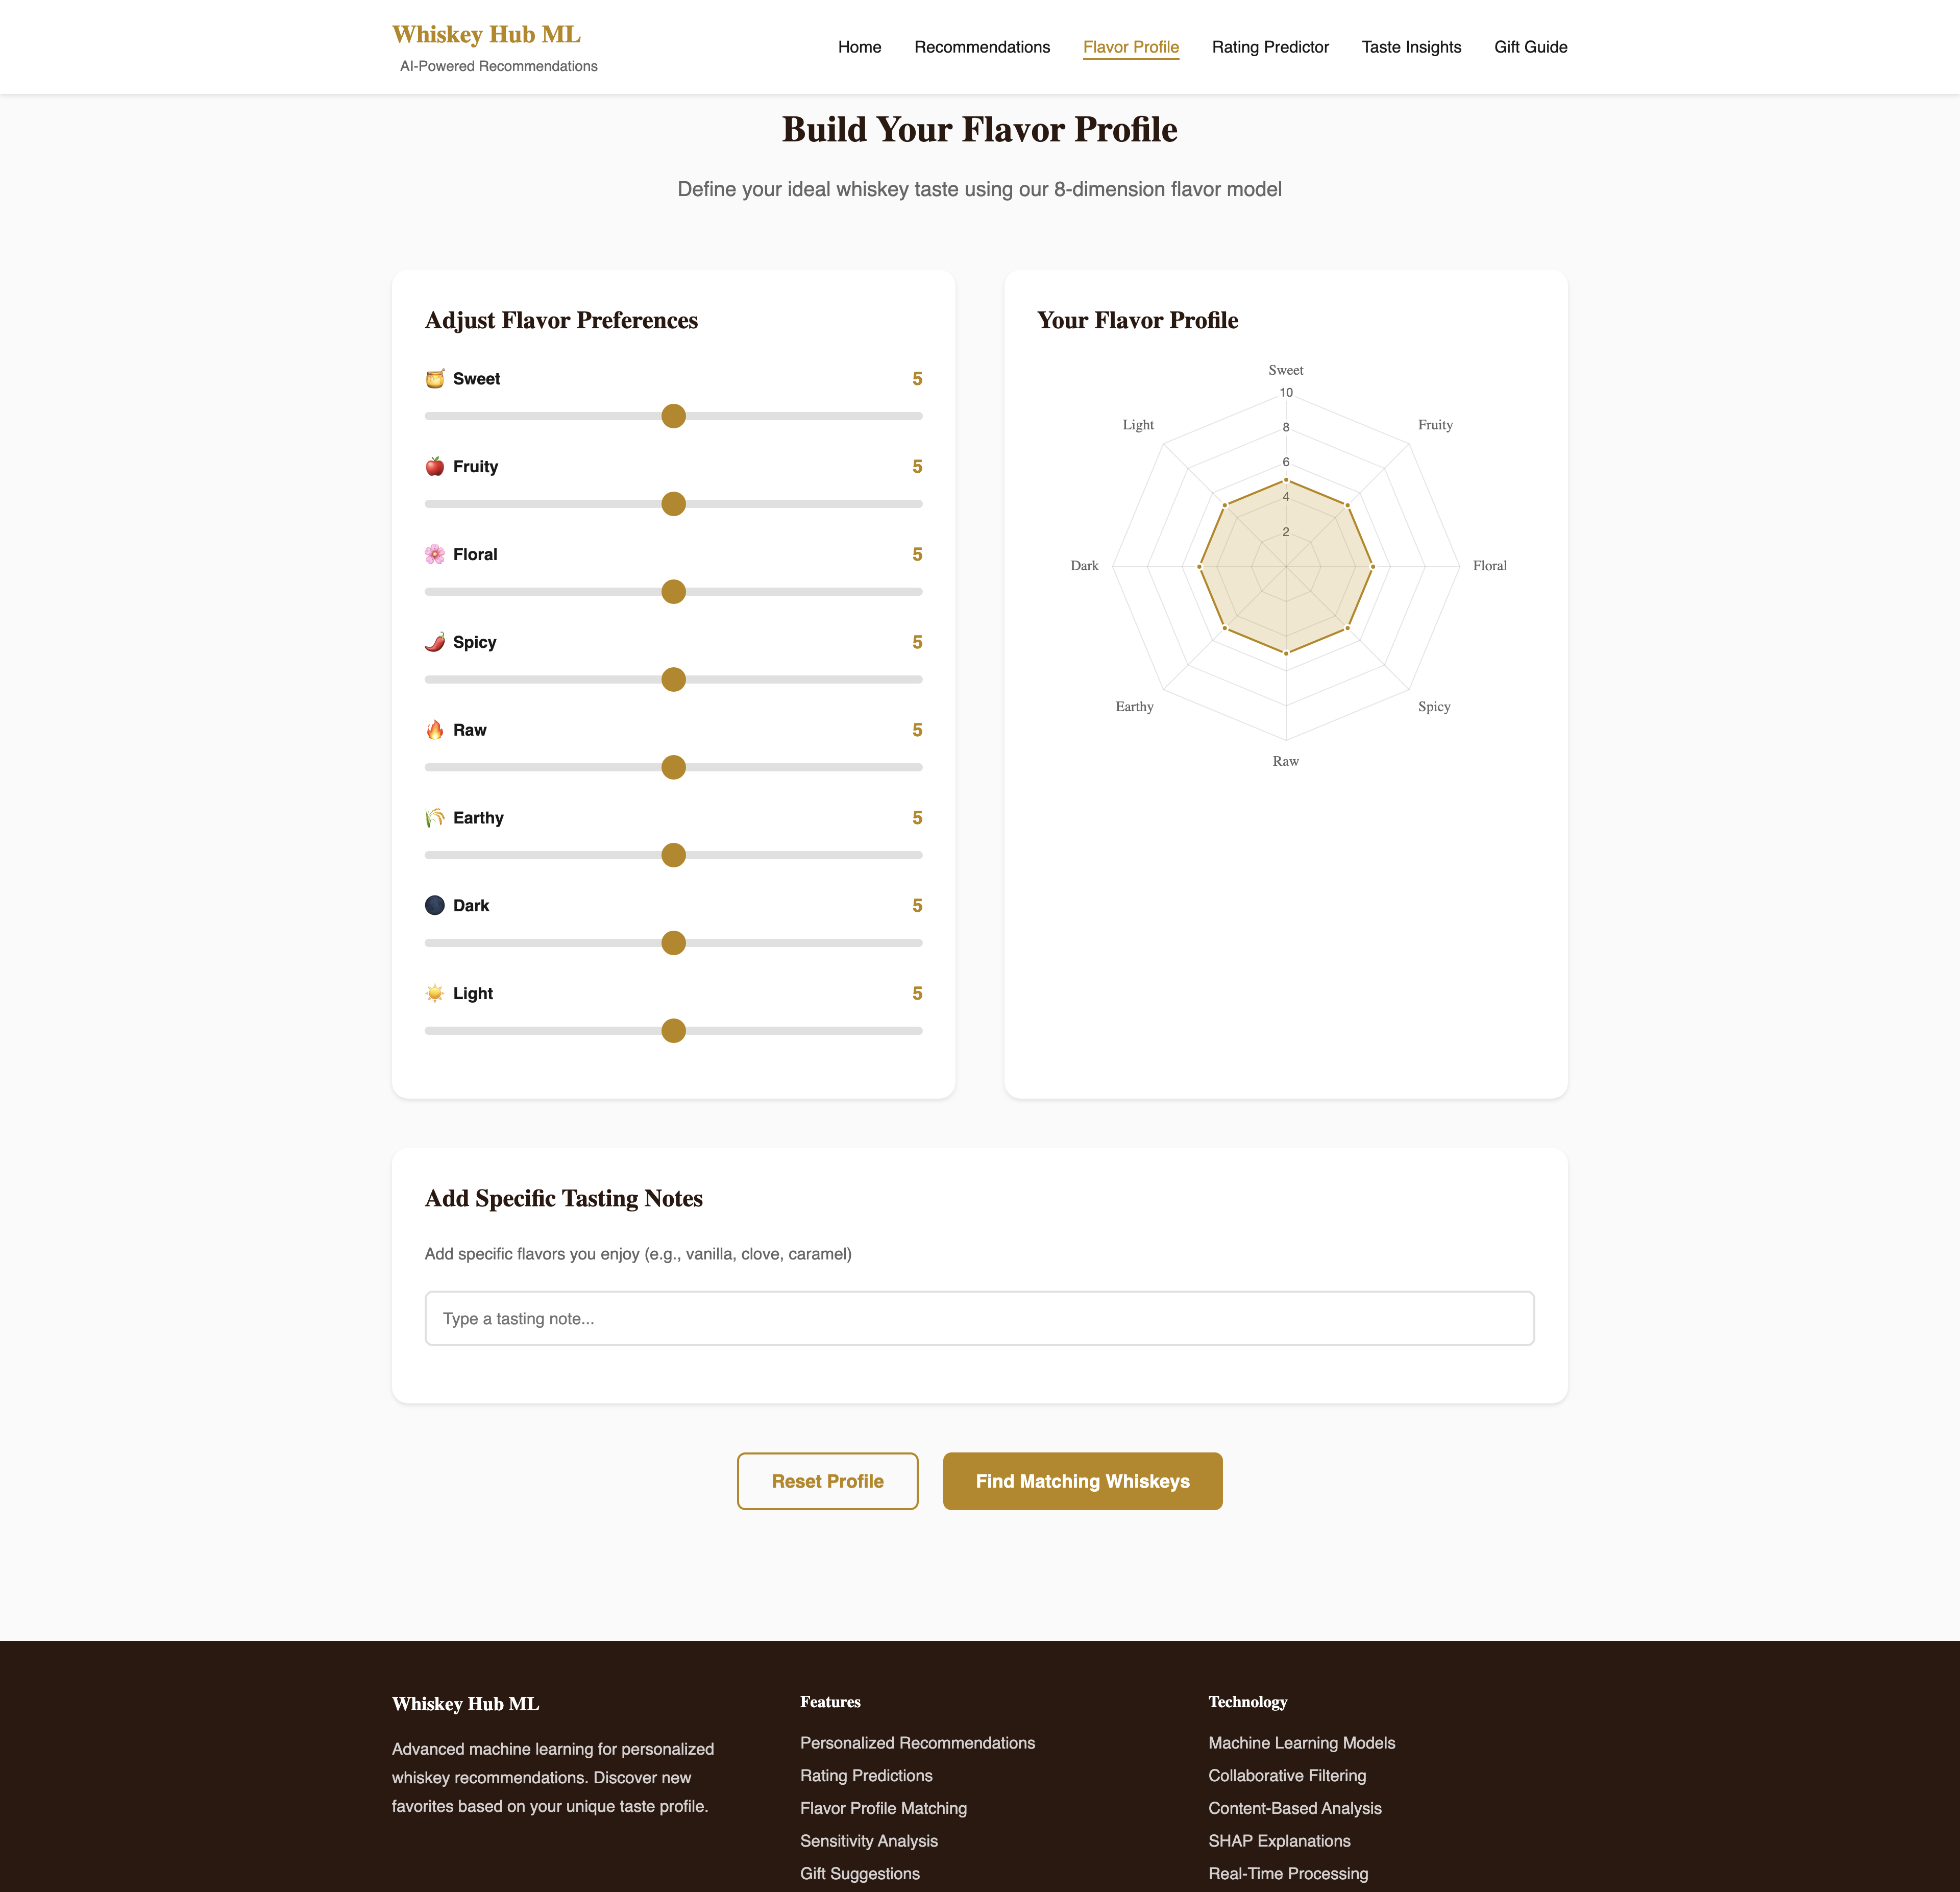 Whiskey Hub ML
AI-Powered Recommendations
Home
Recommendations
Flavor Profile
Rating Predictor
Taste Insights
Gift Guide
Build Your Flavor Profile
Define your ideal whiskey taste using our 8-dimension flavor model
Adjust Flavor Preferences
Sweet 5
Fruity 5
Floral 5
Spicy 5
Raw 5
Earthy 5
Dark 5
Light 5
Your Flavor Profile
Sweet
10
Light
Fruity
8
6
4
2
Dark
Floral
Earthy
Spicy
Raw
Add Specific Tasting Notes
Add specific flavors you enjoy (e.g., vanilla, clove, caramel)
Type a tasting note...
Reset Profile
Find Matching Whiskeys
Whiskey Hub ML
Advanced machine learning for personalized
whiskey recommendations. Discover new
favorites based on your unique taste profile.
Features
Personalized Recommendations
Rating Predictions
Flavor Profile Matching
Sensitivity Analysis
Gift Suggestions
Technology
Machine Learning Models
Collaborative Filtering
Content-Based Analysis
SHAP Explanations
Real-Time Processing